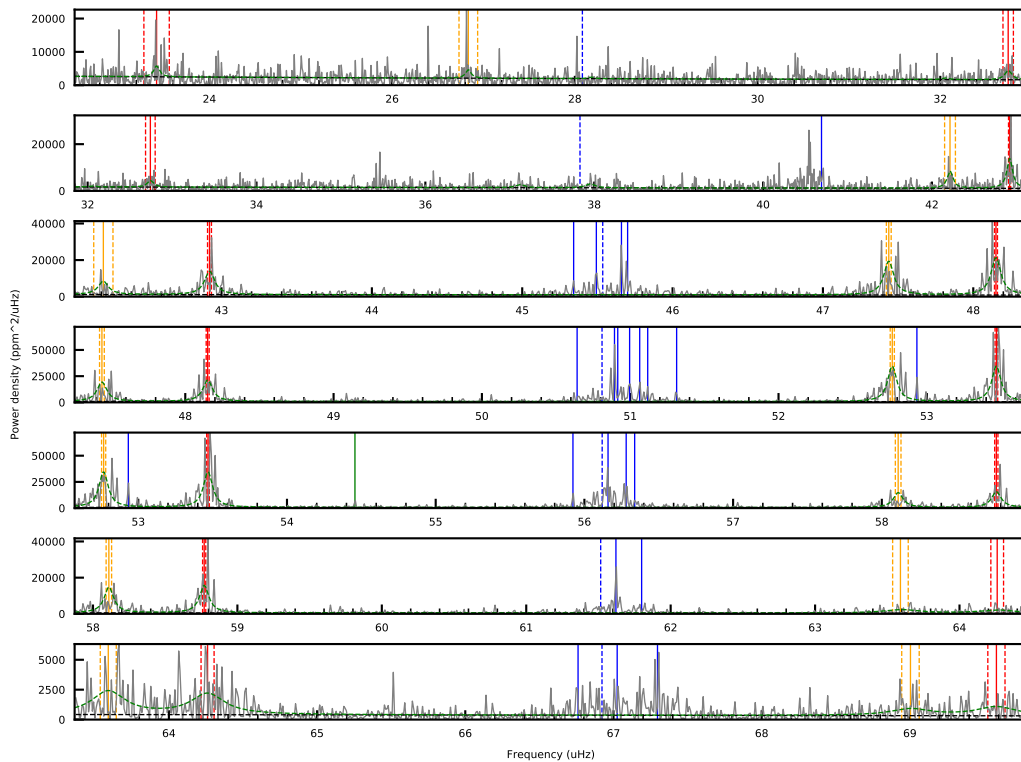 20000
10000
0
24 26 28 30 32
20000
0
32 34 36 38 40 42
40000
20000
0
43 44 45 46 47 48
Power density (ppm^2/uHz)
50000
25000
0
48 49 50 51 52 53
50000
25000
0
53 54 55 56 57 58
40000
20000
0
58 59 60 61 62 63 64
5000
2500
0
64 65 66 67 68 69
Frequency (uHz)